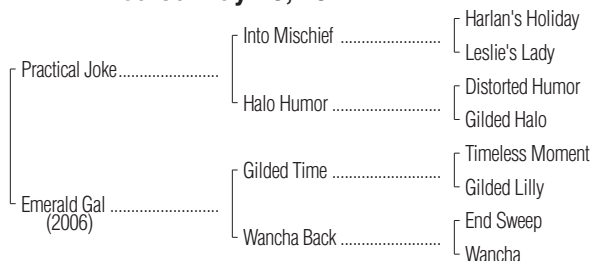 Harlan's Holiday
Into Mischief
Leslie's Lady
Practical Joke
Distorted Humor
Halo Humor
Gilded Halo
Timeless Moment
Gilded Time
Gilded Lilly
Emerald Gal
(2006)
End Sweep
Wancha Back
Wancha